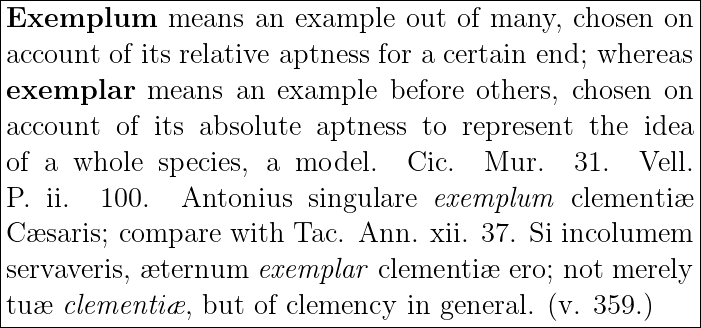 Exemplum means an example out of many, chosen on
account of its relative aptness for a certain end; whereas
exemplar means an example before others, chosen on
account of its absolute aptness to represent the idea
of a whole species, a model. Cic. Mur. 31. Vell.
P. ii. 100. Antonius singulare exemplum clementiæ
Cæsaris; compare with Tac. Ann. xii. 37. Si incolumem
servaveris, æternum exemplar clementiæ ero; not merely
tuæ clementiæ, but of clemency in general. (v. 359.)